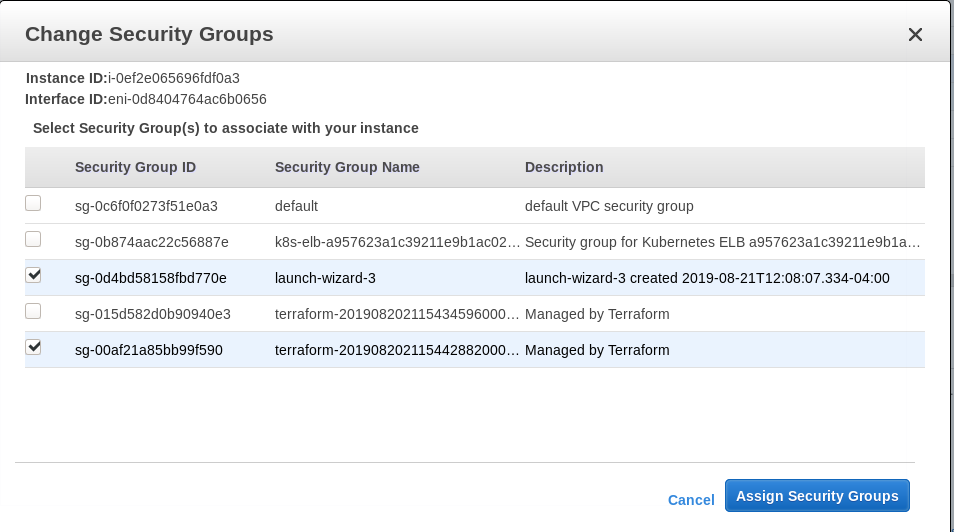 Change Security Groups
Instance ID:i-0ef2e065696fdf0a3
Interface ID:eni-0d8404764ac6b0656
Select Security Group(s) to associate with your instance
Security Group ID Security Group Name Description
sg-0c6f0f0273f51e0a3 default default VPC security group
sg-0b874aac22c56887e k8s-elb-a957623a1c39211e9b1ac02... Security group for Kubernetes ELB a957623a1c39211e9b1a...
sg-0d4bd58158fbd770e launch-wizard-3 launch-wizard-3 created 2019-08-21T12:08:07.334-04:00
sg-015d582d0b90940e3 terraform-201908202115434596000... Managed by Terraform
sg-00af21a85bb99f590 terraform-201908202115442882000... Managed by Terraform
Cancel Assign Security Groups